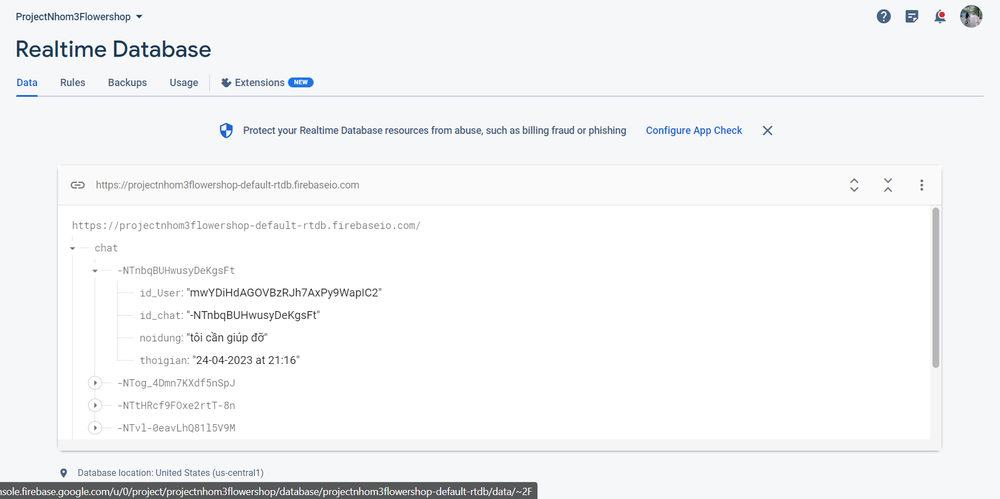 ProjectNhom3Flowershop
Realtime Database
Data Rules Backups Usage Extensions NEW
Protect your Realtime Database resources from abuse, such as billing fraud or phishing Configure App Check
https://projectnhom3flowershop-default-rtdb.firebaseio.com
https://projectnhom3flowershop-default-rtdb.firebaseio.com/
chat
-NTnbqBUHwusyDeKgsFt
id_User: "mwYDiHdAGOVBzRJh7AxPy9WapIC2"
id_chat: "-NTnbqBUHwusyDeKgsFt"
noidung: "tôi cần giúp đỡ"
thoigian: "24-04-2023 at 21:16"
-NTog_4Dmn7KXdf5nSpJ
-NTtHRcf9FOxe2rtT-8n
-NTvl-0eavLhQ81l5V9M
Database location: United States (us-central1)
nsole.firebase.google.com/u/0/project/projectnhom3flowershop/database/projectnhom3flowershop-default-rtdb/data/~2F